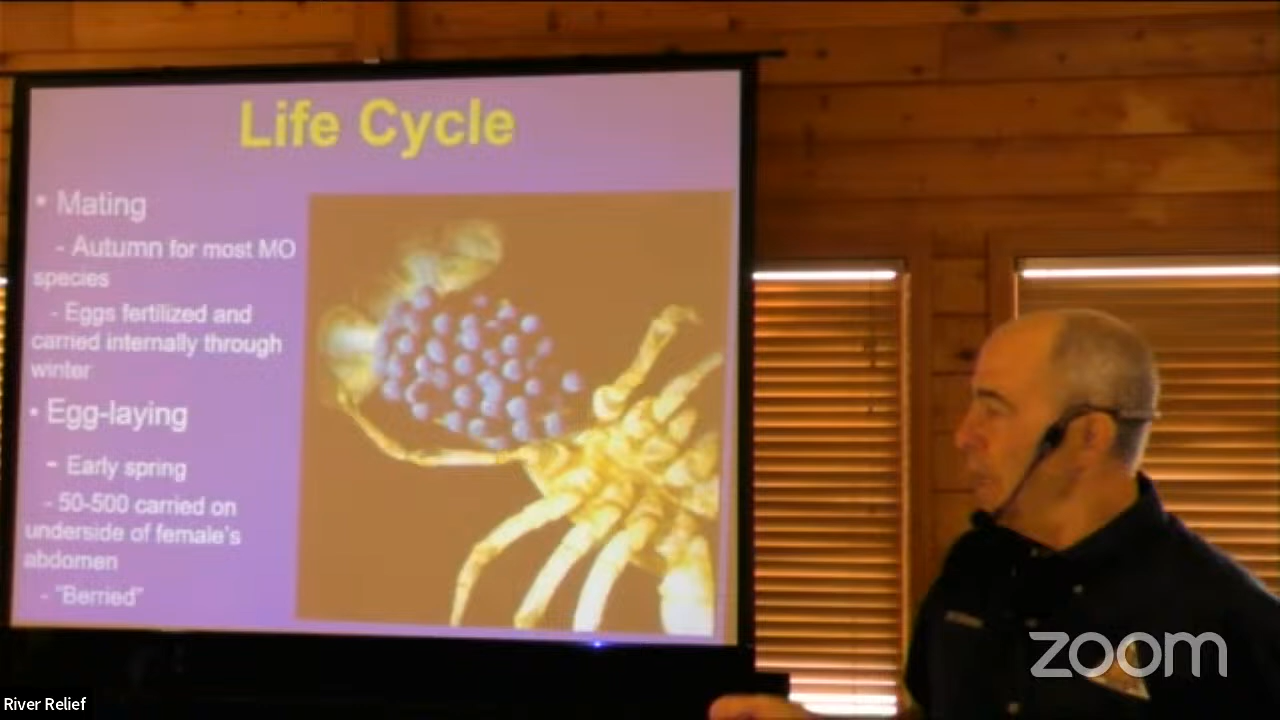 Life Cycle
• Mating
- Autumn for most MO
species
- Eggs fertilized and
carried internally through
winter
• Egg-laying
- Early spring
- 50-500 carried on
underside of female's
abdomen
- "Berried"
zoom
River Relief